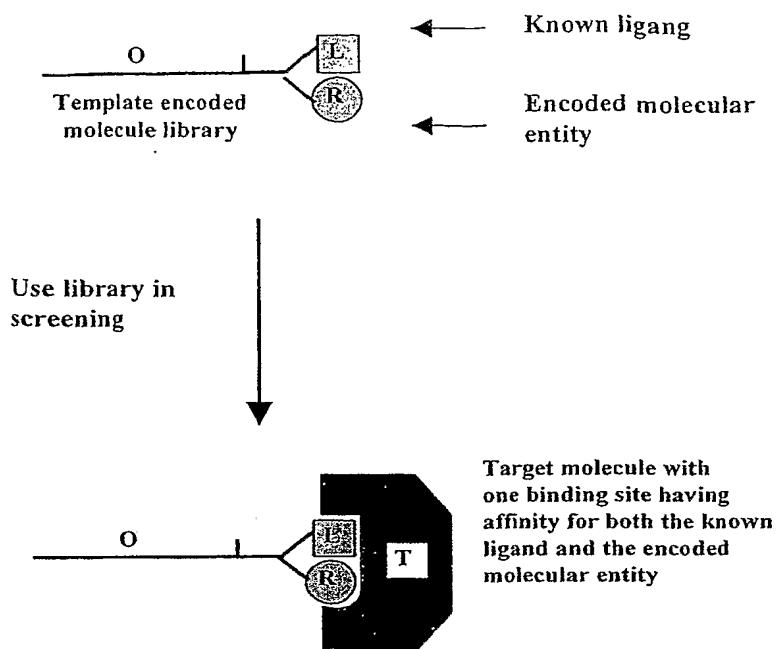 O
L
Known ligang
R
Template encoded
molecule library
Encoded molecular
entity
Use library in
screening
O
L
R
T
Target molecule with
one binding site having
affinity for both the known
ligand and the encoded
molecular entity